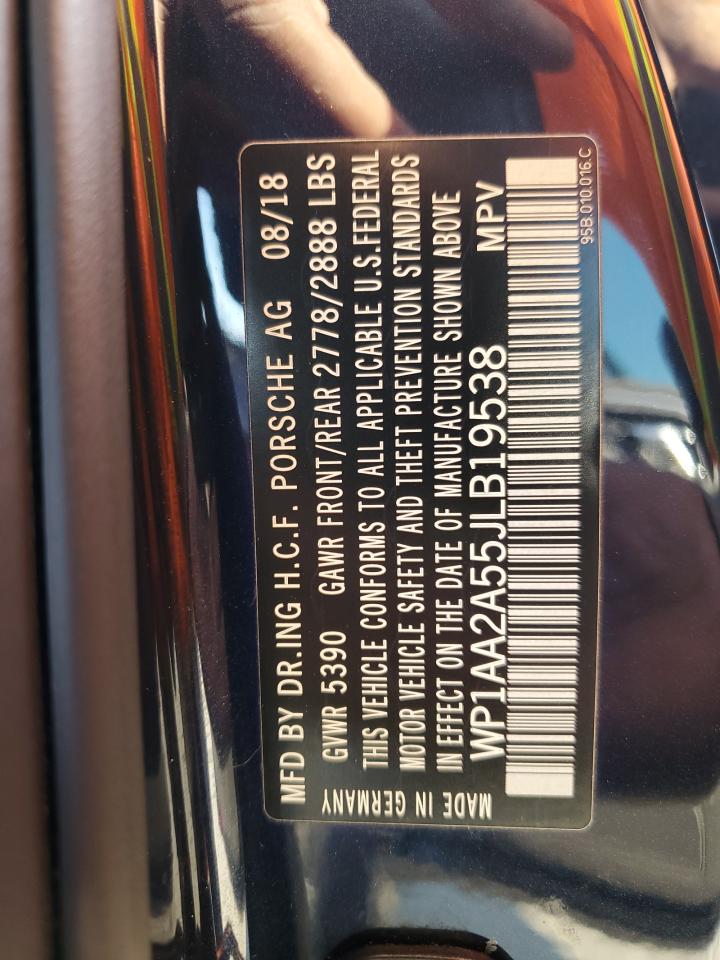 MFD BY DR.ING H.C.F. PORSCHE AG 08/18
GVWR 5390 GAWR FRONT/REAR 2778/2888 LBS
THIS VEHICLE CONFORMS TO ALL APPLICABLE U.S.FEDERAL
MOTOR VEHICLE SAFETY AND THEFT PREVENTION STANDARDS
IN EFFECT ON THE DATE OF MANUFACTURE SHOWN ABOVE
WP1AA2A55JLB19538 MPV
MADE IN GERMANY
95B.010.016.C